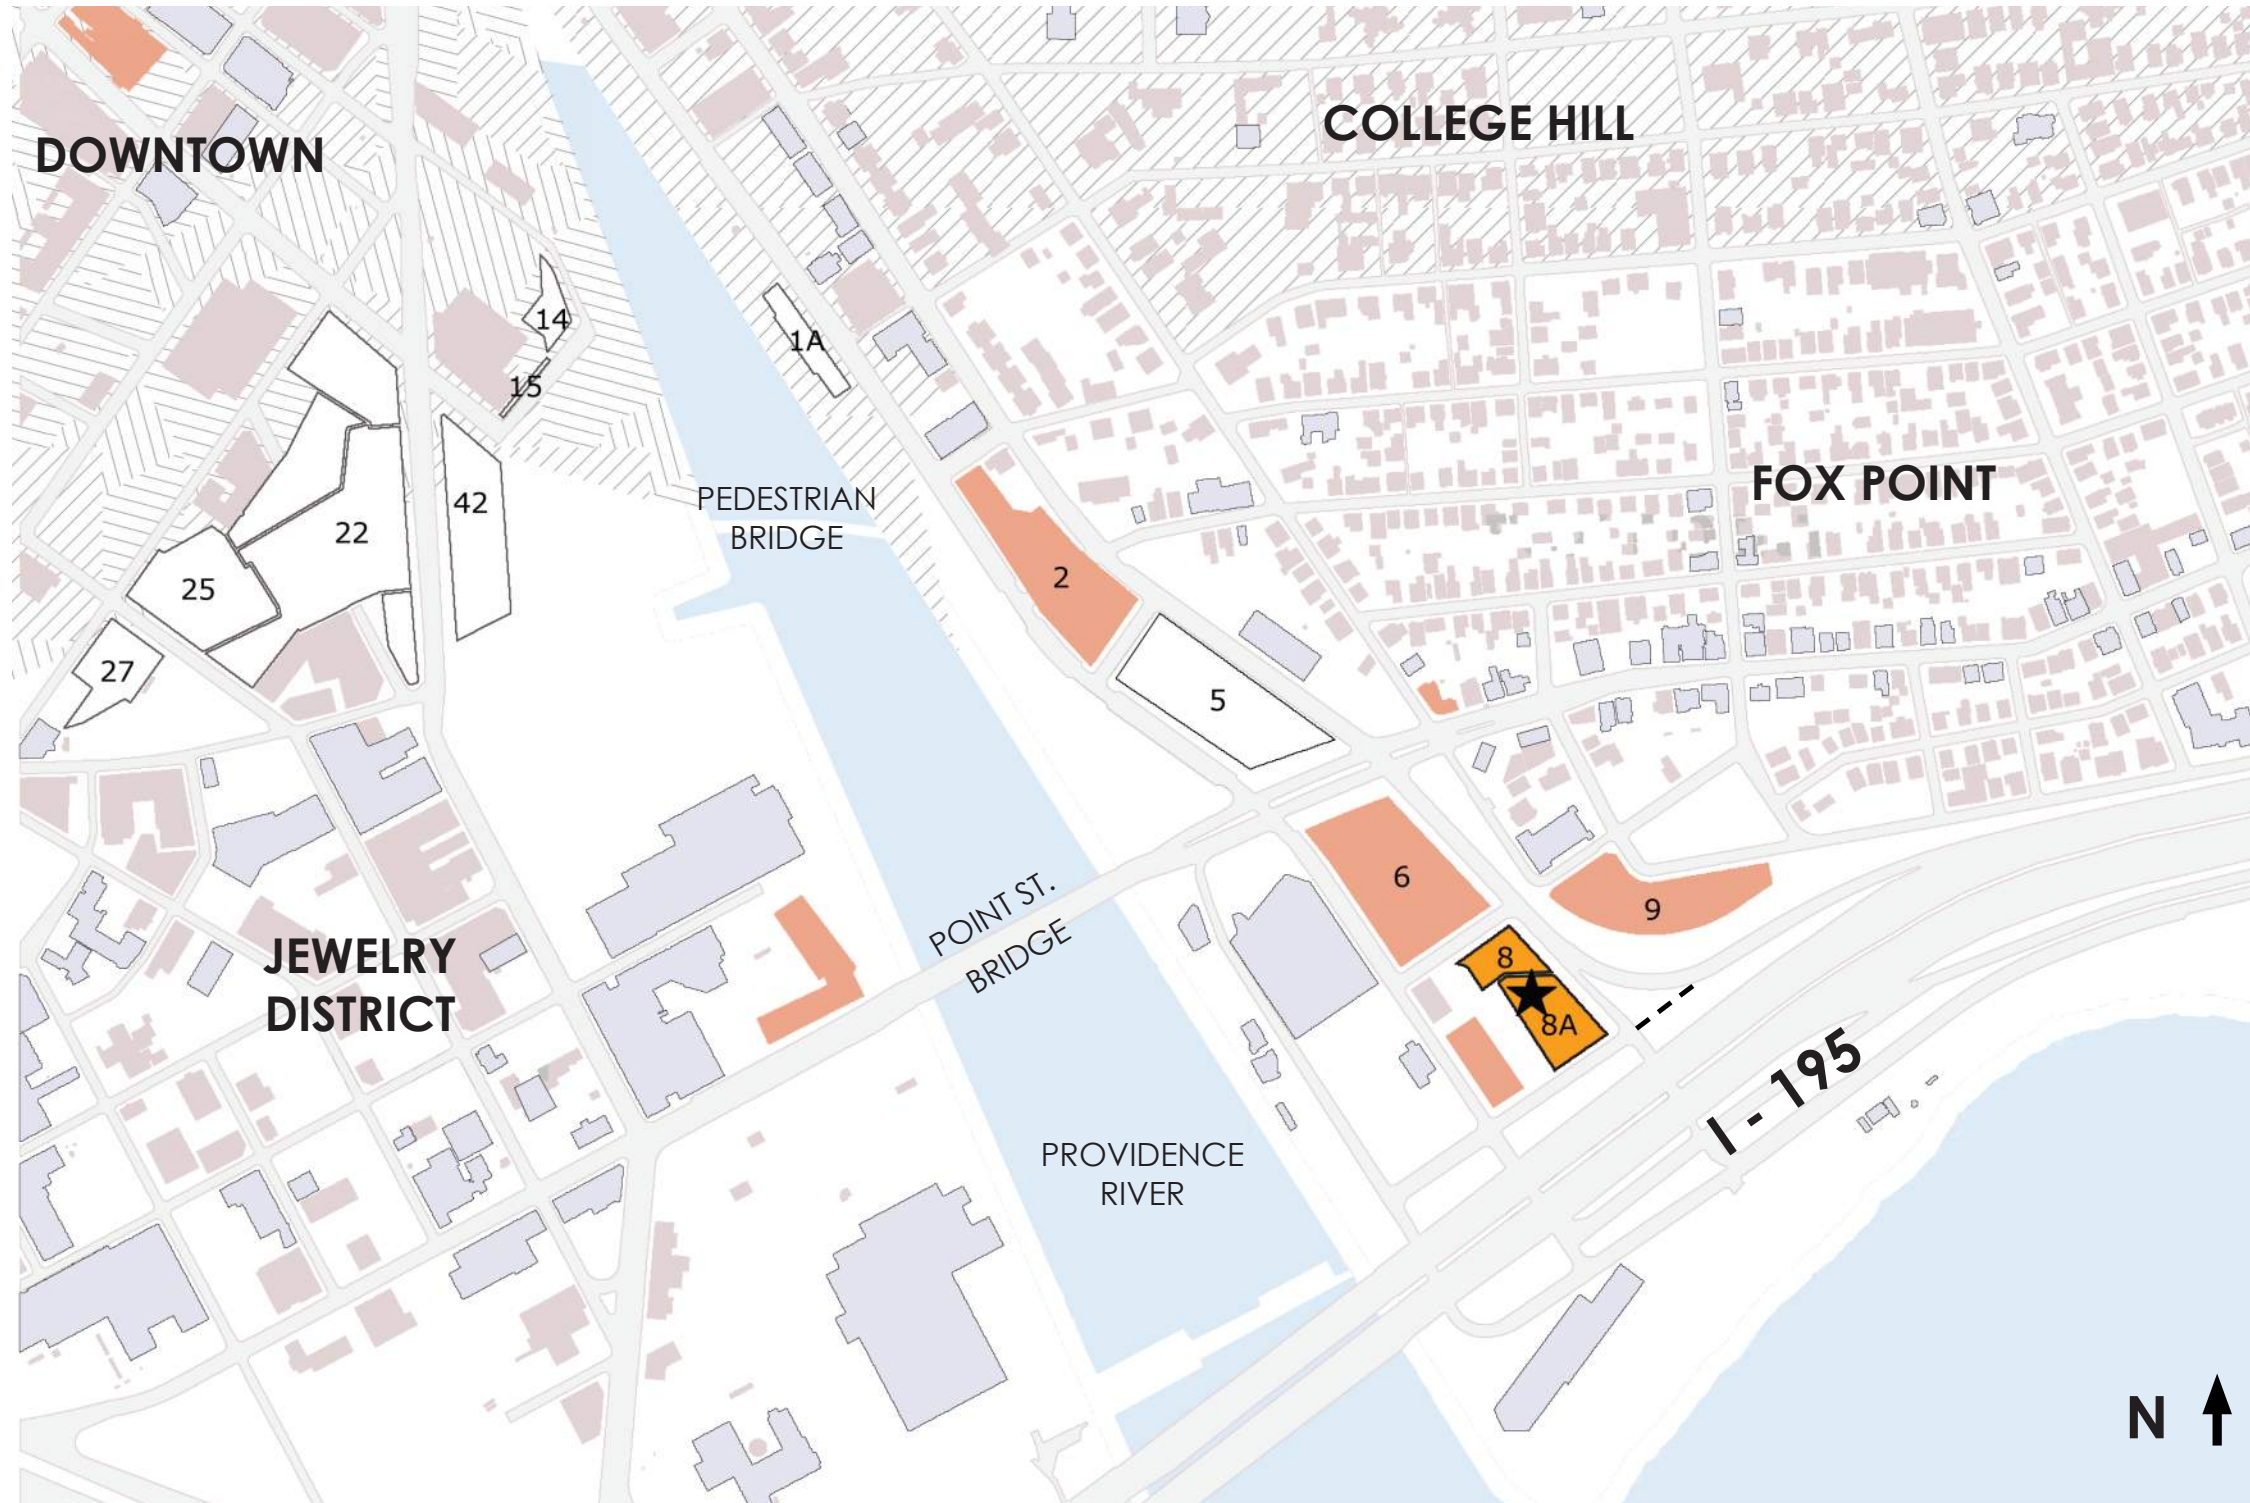 DOWNTOWN
COLLEGE HILL
14
1A
15
42
22
25
27
PEDESTRIAN
BRIDGE
FOX POINT
2
5
6
9
8
8A
POINT ST.
BRIDGE
JEWELRY
DISTRICT
I - 195
PROVIDENCE
RIVER
N